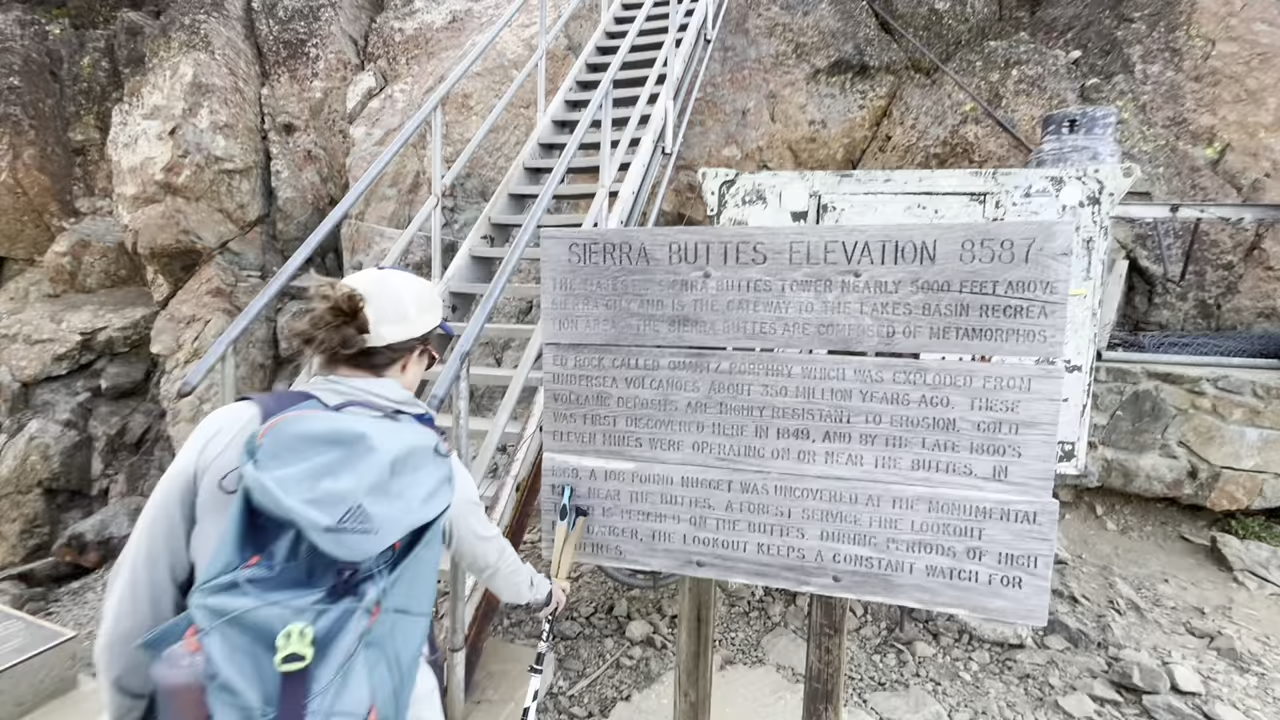 SIERRA BUTTES ELEVATION 8587
THE SIERRA BUTTES TOWER NEARLY 5000 FEET ABOVE
SIERRA CITY AND IS THE GATEWAY TO THE LAKES BASIN RECREA-
TION AREA. THE SIERRA BUTTES ARE COMPOSED OF METAMORPHOS-
ED ROCK CALLED QUARTZ PORPHRY WHICH WAS EXPLODED FROM
UNDERSEA VOLCANOES ABOUT 350 MILLION YEARS AGO. THESE
VOLCANIC DEPOSITS ARE HIGHLY RESISTANT TO EROSION. GOLD
WAS FIRST DISCOVERED HERE IN 1849, AND BY THE LATE 1800'S
ELEVEN MINES WERE OPERATING ON OR NEAR THE BUTTES. IN
1869, A 106 POUND NUGGET WAS UNCOVERED AT THE MONUMENTAL
NEAR THE BUTTES. A FOREST SERVICE FIRE LOOKOUT
IS PERCHED ON THE BUTTES. DURING PERIODS OF HIGH
DANGER, THE LOOKOUT KEEPS A CONSTANT WATCH FOR